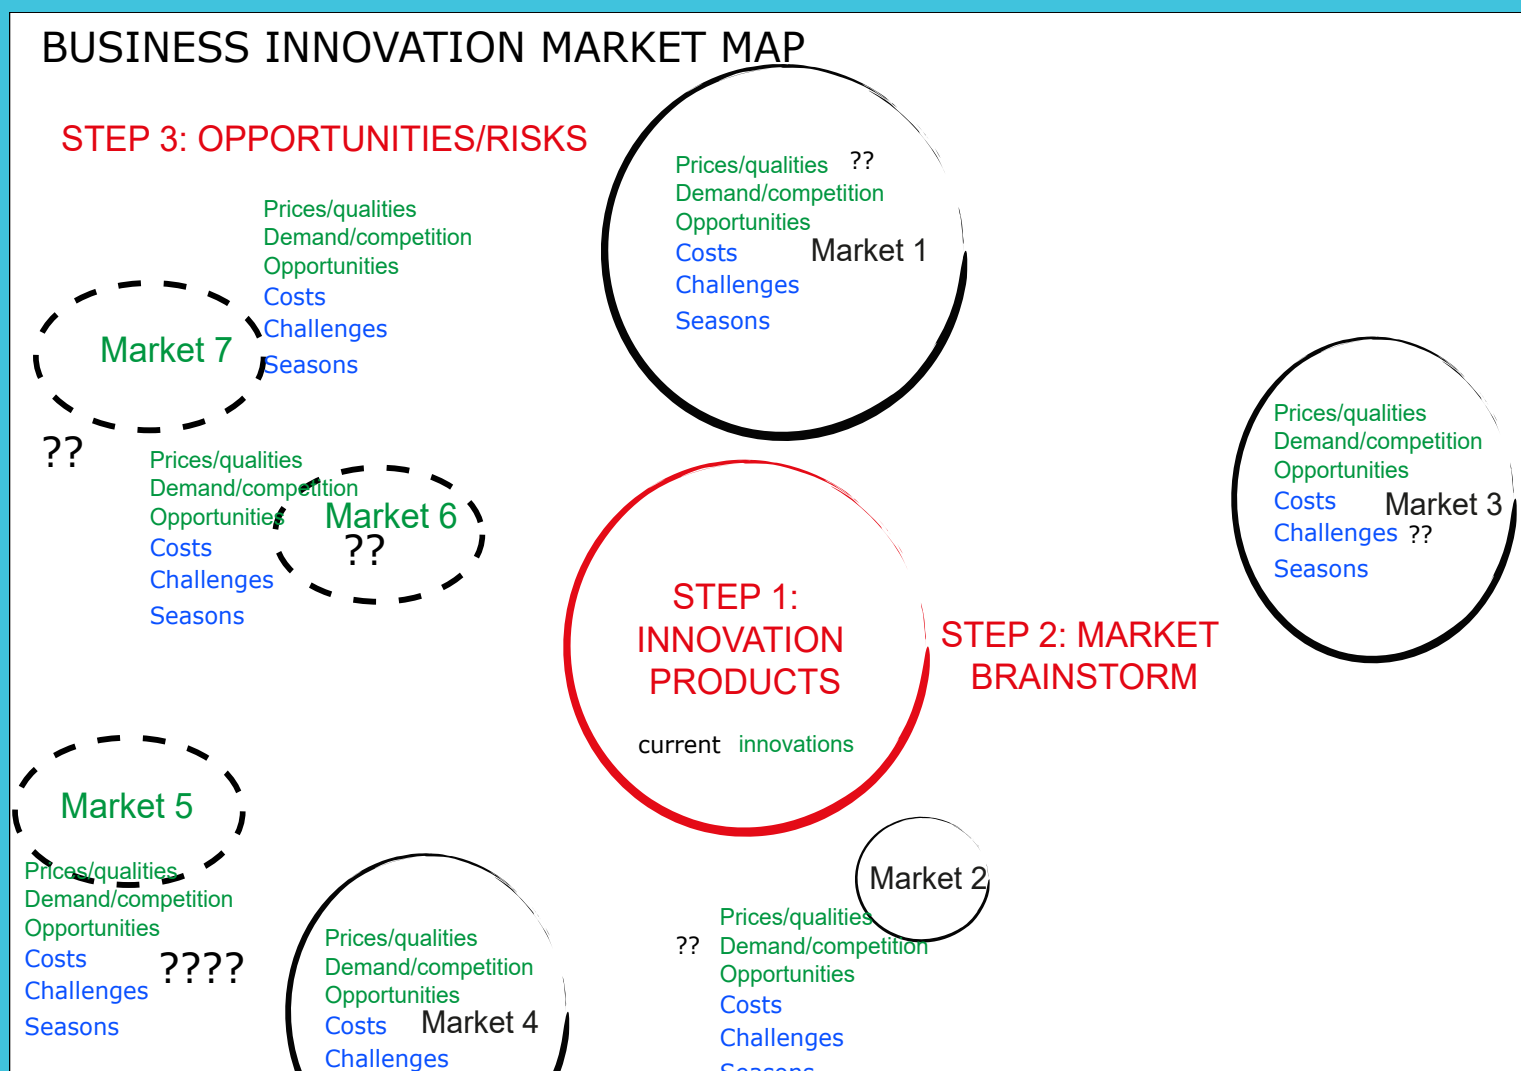 BUSINESS INNOVATION MARKET MAP
STEP 3: OPPORTUNITIES/RISKS
Prices/qualities ??
Demand/competition
Opportunities
Costs
Market 1
Challenges
Seasons
Prices/qualities
Demand/competition
Opportunities
Costs
Challenges
Seasons
Market 7
??
Prices/qualities
Demand/competition
Opportunities
Costs
Challenges
Seasons
Market 6
??
Prices/qualities
Demand/competition
Opportunities
Costs
Market 3
Challenges ??
Seasons
STEP 1:
INNOVATION
PRODUCTS
current innovations
STEP 2: MARKET
BRAINSTORM
Market 5
Prices/qualities
Demand/competition
Opportunities
Costs
????
Challenges
Seasons
Prices/qualities
Demand/competition
Opportunities
Costs
Market 4
Challenges
Market 2
Prices/qualities
?? Demand/competition
Opportunities
Costs
Challenges
Seasons